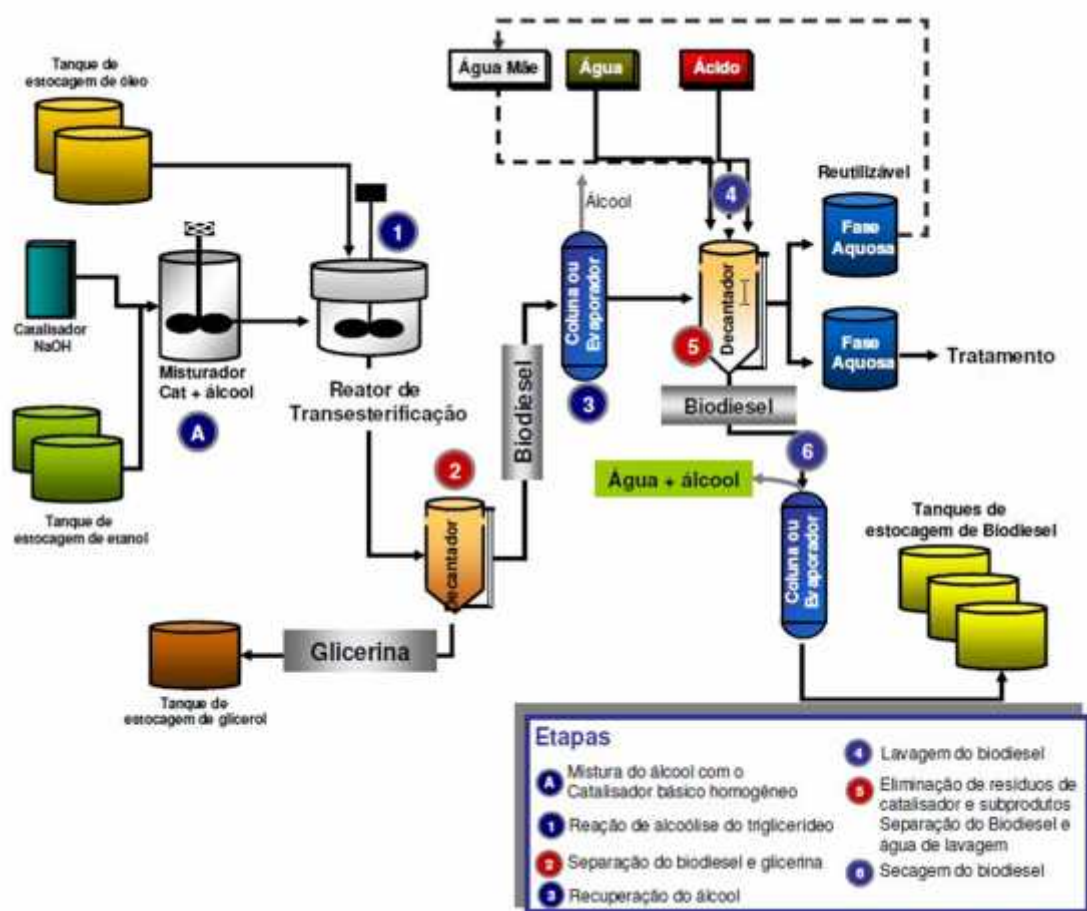 Tanque de
estocagem de óleo
Água Mãe
Água
Ácido
Reutilizável
Fase
Aquosa
Álcool
4
1
Coluna ou
Evaporador
Decantador
5
3
Fase
Aquosa
Tratamento
Catalisador
NaOH
Misturador
Cat + álcool
A
Reator de
Transesterificação
Biodiesel
Biodiesel
6
2
Água + álcool
Tanques de
estocagem de Biodiesel
Tanque de
estocagem de etanol
Decantador
Coluna ou
Evaporador
Glicerina
Tanque de
estocagem de glicerol
Etapas
A Mistura do álcool com o
Catalisador básico homogêneo
1 Reação de alcoólise do triglicerídeo
2 Separação do biodiesel e glicerina
3 Recuperação do álcool
4 Lavagem do biodiesel
5 Eliminação de resíduos de
catalisador e subprodutos
Separação do Biodiesel e
água de lavagem
6 Secagem do biodiesel